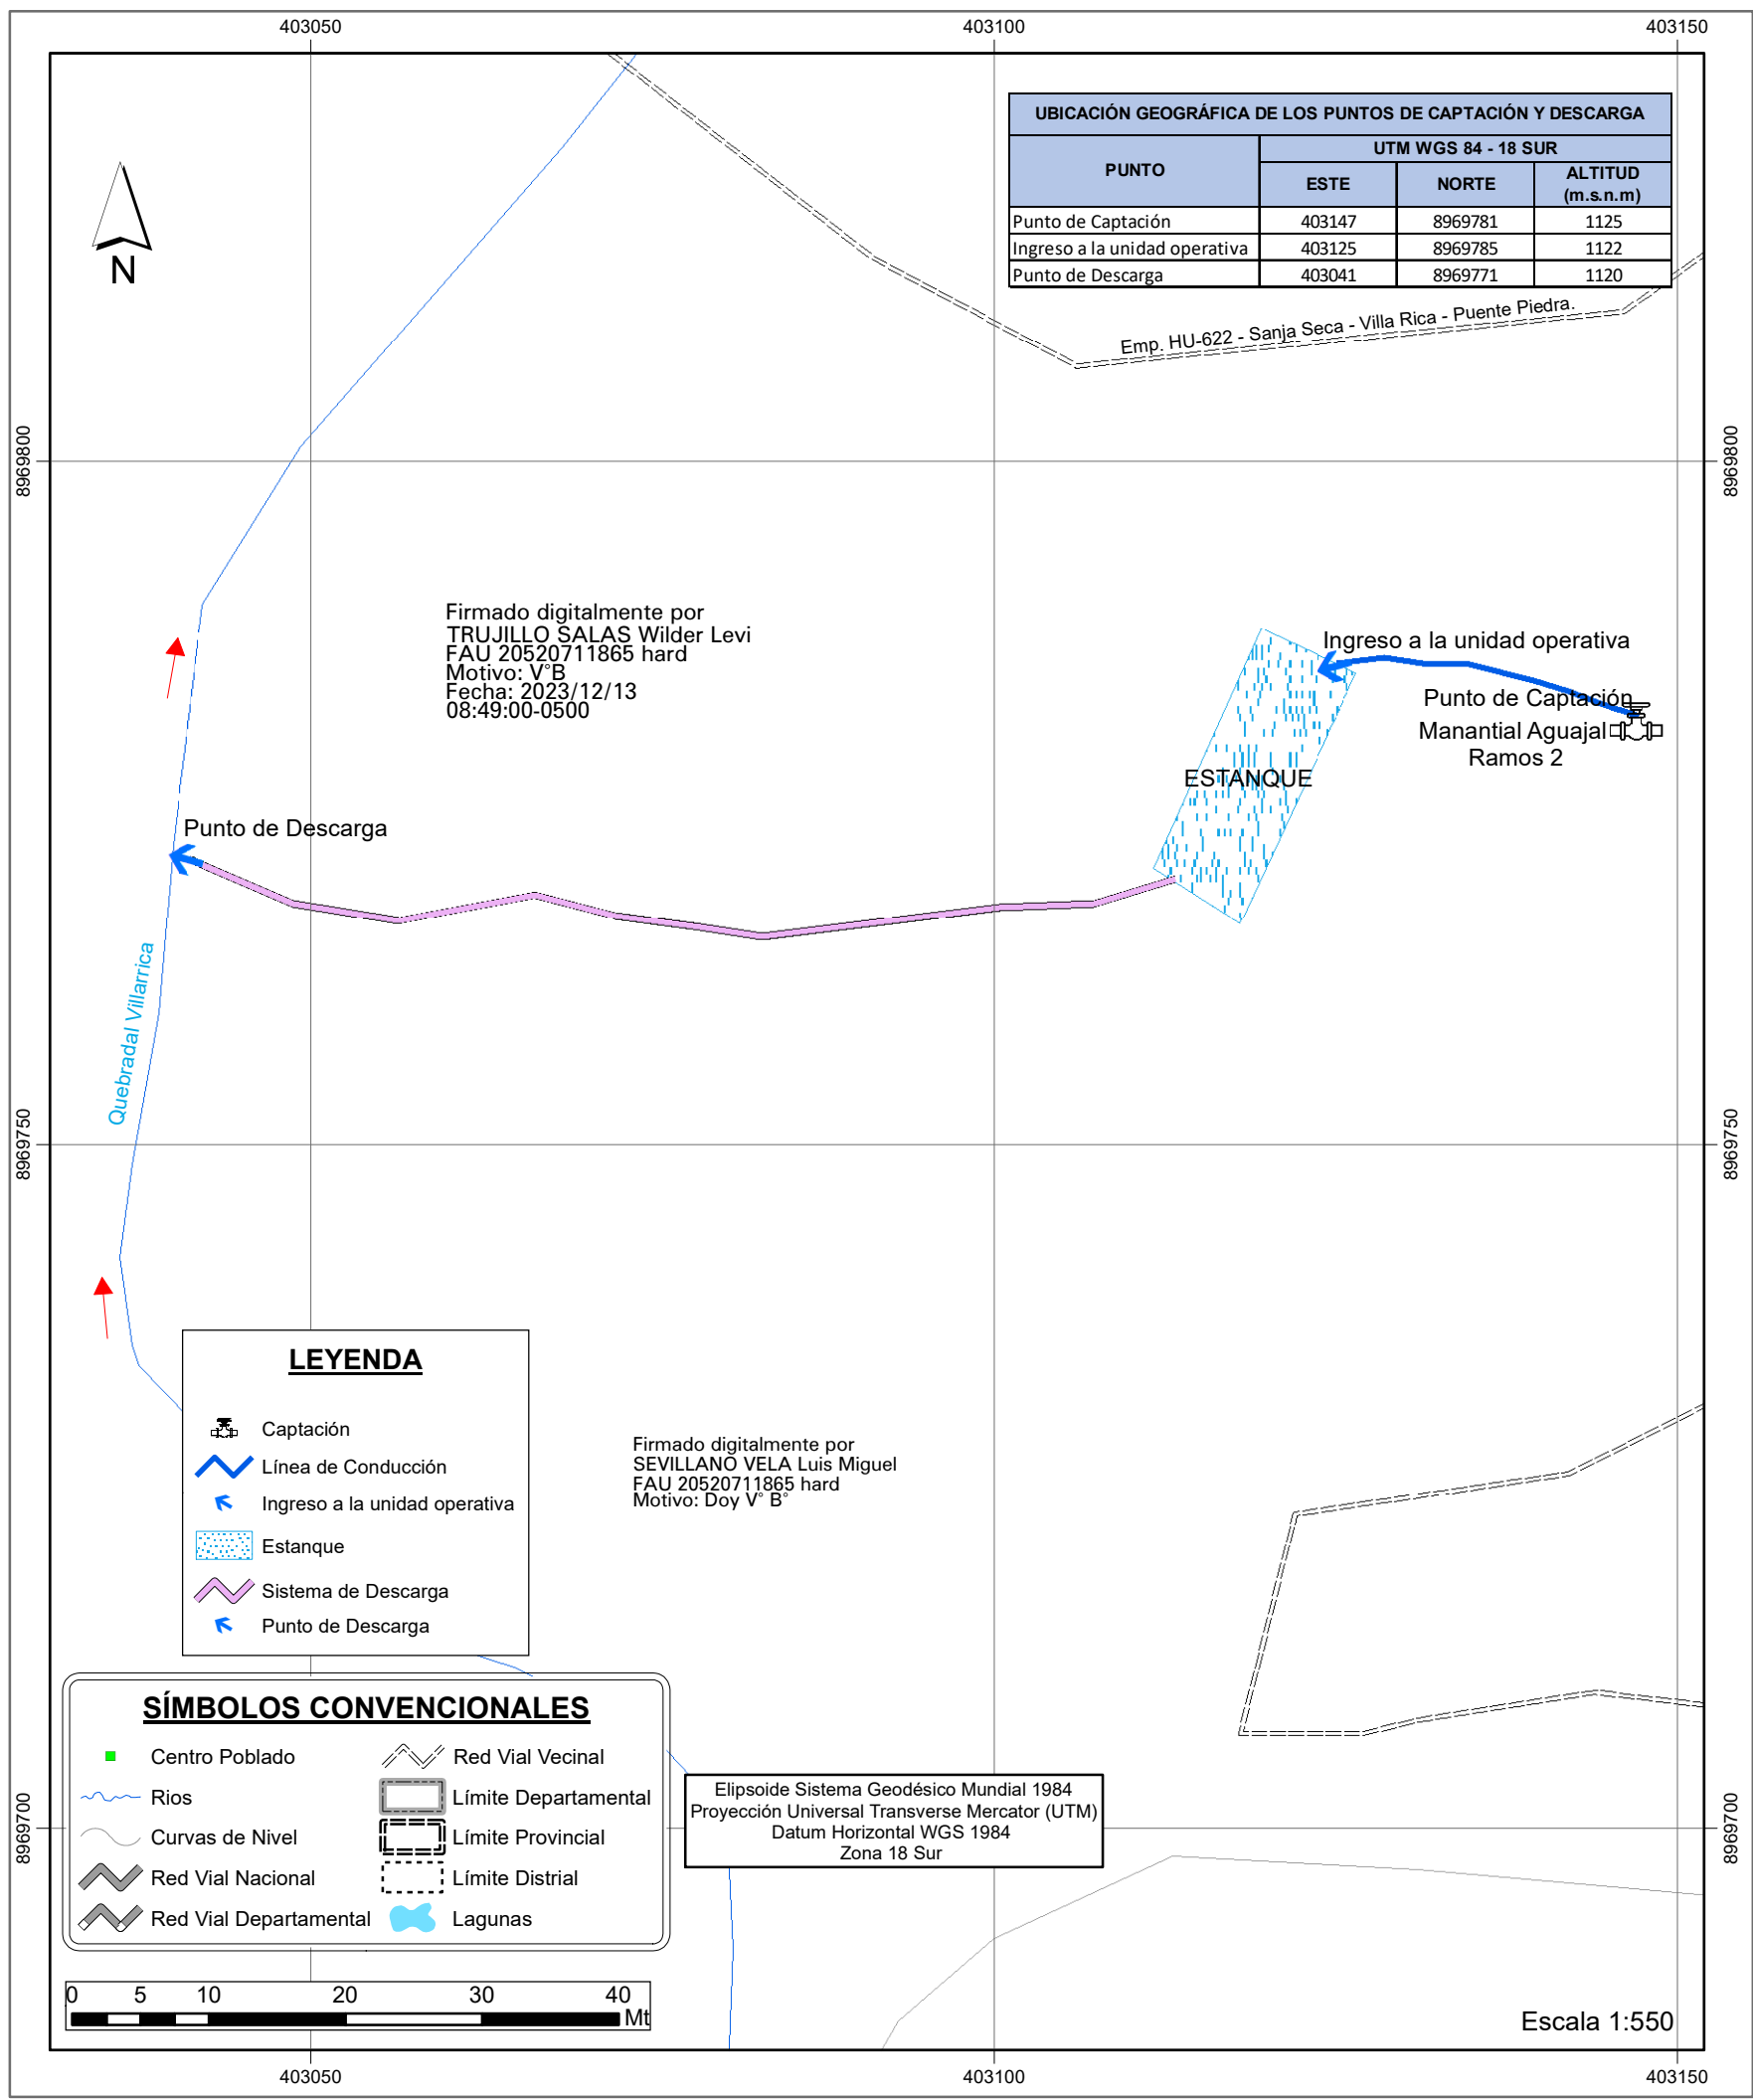 403050
403100
403150
UBICACIÓN GEOGRÁFICA DE LOS PUNTOS DE CAPTACIÓN Y DESCARGA
PUNTO
UTM WGS 84 - 18 SUR
ESTE
NORTE
ALTITUD
(m.s.n.m)
Punto de Captación 403147 8969781 1125
Ingreso a la unidad operativa 403125 8969785 1122
Punto de Descarga 403041 8969771 1120
N
Emp. HU-622 - Sanja Seca - Villa Rica - Puente Piedra.
8969800
8969800
Firmado digitalmente por
TRUJILLO SALAS Wilder Levi
FAU 20520711865 hard
Motivo: V°B
Fecha: 2023/12/13
08:49:00-0500
Ingreso a la unidad operativa
Punto de Captación
Manantial Aguajal
Ramos 2
ESTANQUE
Punto de Descarga
Quebradal Villarrica
8969750
8969750
LEYENDA
Captación
Línea de Conducción
Ingreso a la unidad operativa
Estanque
Sistema de Descarga
Punto de Descarga
Firmado digitalmente por
SEVILLANO VELA Luis Miguel
FAU 20520711865 hard
Motivo: Doy V° B°
SÍMBOLOS CONVENCIONALES
Centro Poblado
Rios
Curvas de Nivel
Red Vial Nacional
Red Vial Departamental
Red Vial Vecinal
Límite Departamental
Límite Provincial
Límite Distrial
Lagunas
Elipsoide Sistema Geodésico Mundial 1984
Proyección Universal Transverse Mercator (UTM)
Datum Horizontal WGS 1984
Zona 18 Sur
8969700
8969700
0 5 10 20 30 40
Mt
Escala 1:550
403050
403100
403150